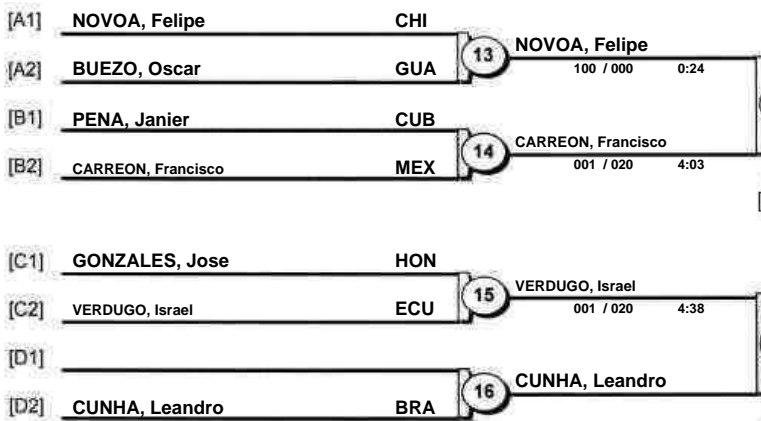 [A1] NOVOA, Felipe CHI
13 NOVOA, Felipe
[A2] BUEZO, Oscar GUA
100 / 000 0:24
[B1] PENA, Janier CUB
14 CARREON, Francisco
[B2] CARREON, Francisco MEX
001 / 020 4:03
[C1] GONZALES, Jose HON
15 VERDUGO, Israel
[C2] VERDUGO, Israel ECU
001 / 020 4:38
[D1]
16 CUNHA, Leandro
[D2] CUNHA, Leandro BRA